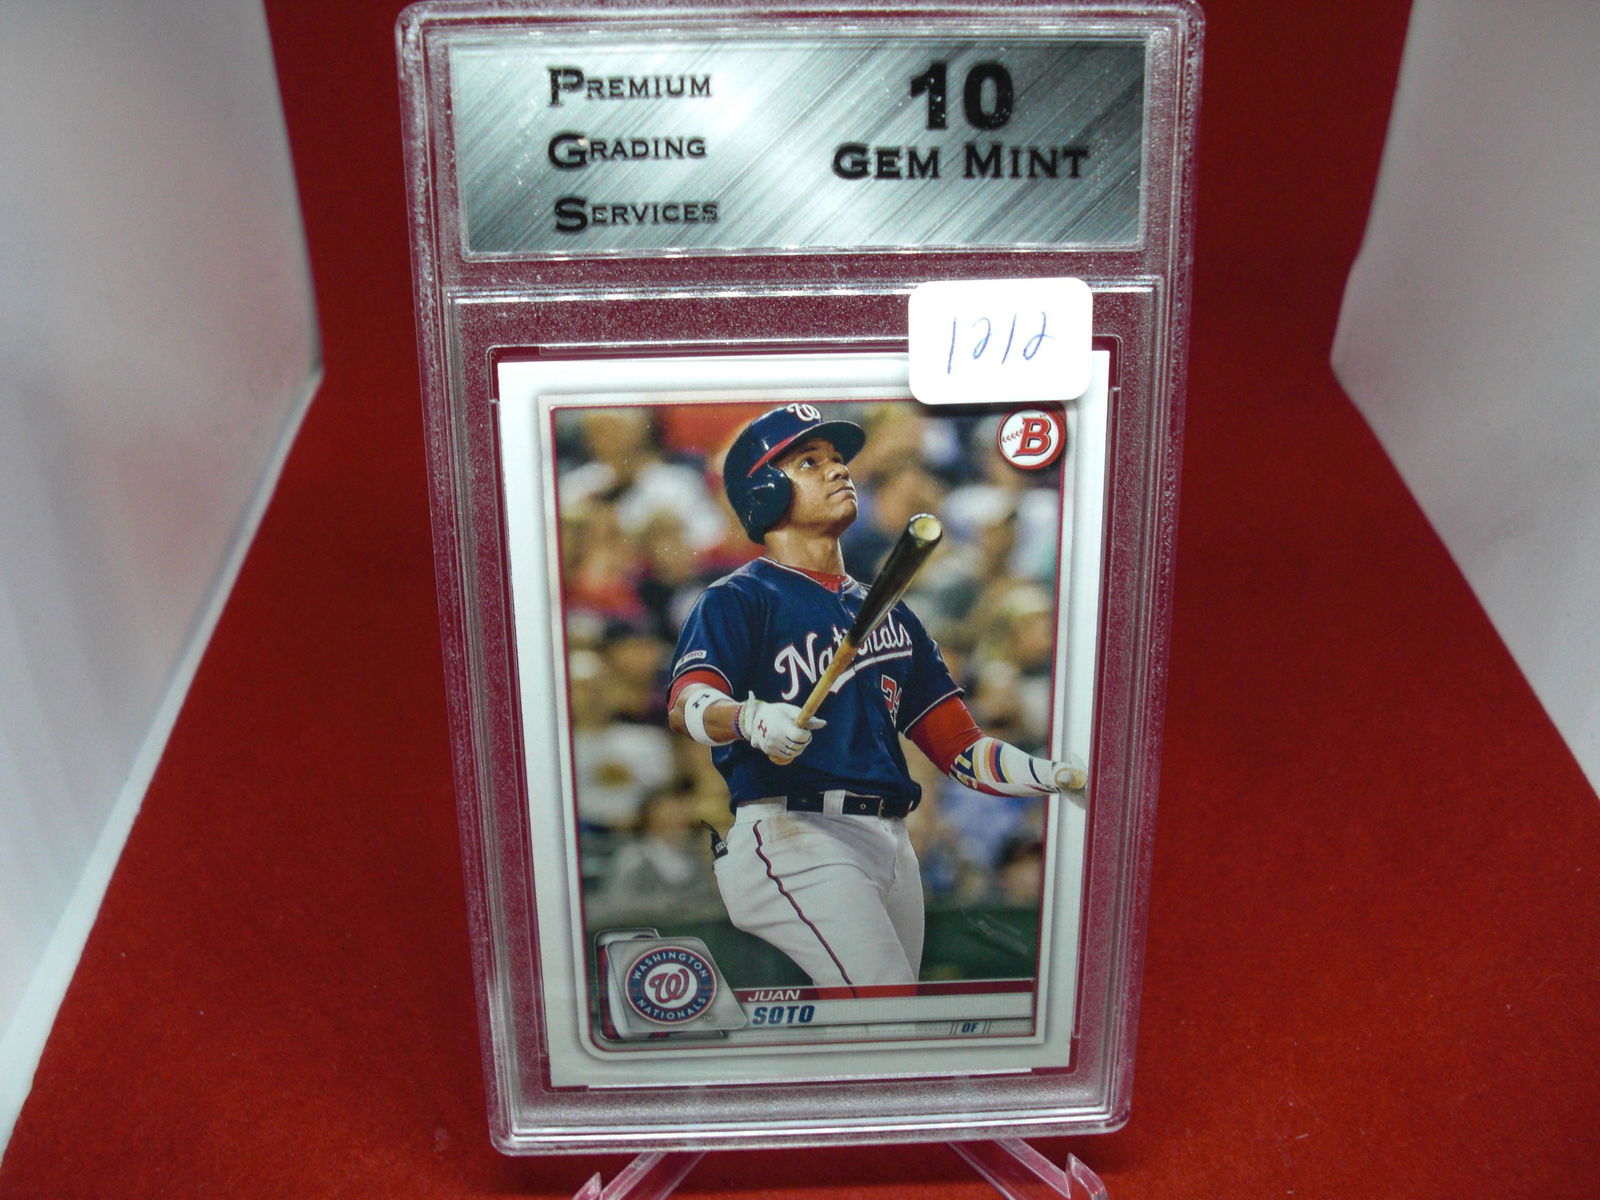 PREMIUM
GRADING
SERVICES
10
GEM MINT
1212
B
W
Nationals
WASHINGTON
NATIONALS
W
JUAN
SOTO
OF